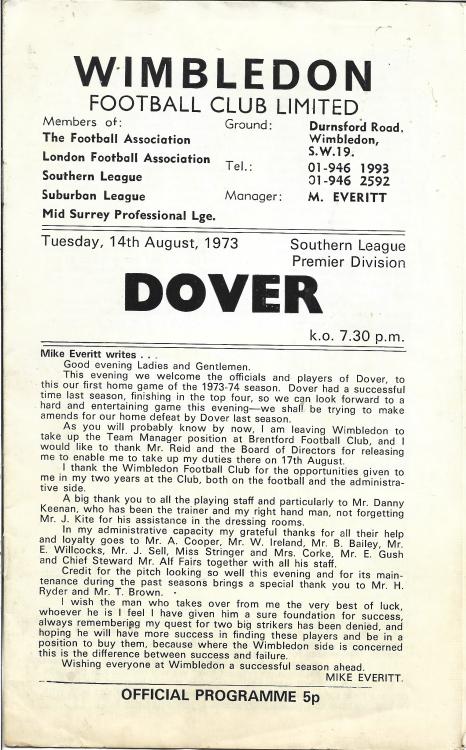 WIMBLEDON
FOOTBALL CLUB LIMITED
Members of:
The Football Association
London Football Association
Southern League
Suburban League
Mid Surrey Professional Lge.
Ground: Durnsford Road,
Wimbledon,
S.W.19.
Tel.: 01-946 1993
01-946 2592
Manager: M. EVERITT
Tuesday, 14th August, 1973
Southern League
Premier Division
DOVER
k.o. 7.30 p.m.
Mike Everitt writes . . .
Good evening Ladies and Gentlemen.
This evening we welcome the officials and players of Dover, to
this our first home game of the 1973-74 season. Dover had a successful
time last season, finishing in the top four, so we can look forward to a
hard and entertaining game this evening—we shall be trying to make
amends for our home defeat by Dover last season.
As you will probably know by now, I am leaving Wimbledon to
take up the Team Manager position at Brentford Football Club, and I
would like to thank Mr. Reid and the Board of Directors for releasing
me to enable me to take up my duties there on 17th August.
I thank the Wimbledon Football Club for the opportunities given to
me in my two years at the Club, both on the football and the administra-
tive side.
A big thank you to all the playing staff and particularly to Mr. Danny
Keenan, who has been the trainer and my right hand man, not forgetting
Mr. J. Kite for his assistance in the dressing rooms.
In my administrative capacity my grateful thanks for all their help
and loyalty goes to Mr. A. Cooper, Mr. W. Ireland, Mr. B. Bailey, Mr.
E. Willcocks, Mr. J. Sell, Miss Stringer and Mrs. Corke, Mr. E. Gush
and Chief Steward Mr. Alf Fairs together with all his staff.
Credit for the pitch looking so well this evening and for its main-
tenance during the past seasons brings a special thank you to Mr. H.
Ryder and Mr. T. Brown.
I wish the man who takes over from me the very best of luck,
whoever he is I feel I have given him a sure foundation for success,
always remembering my quest for two big strikers has been denied, and
hoping he will have more success in finding these players and be in a
position to buy them, because where the Wimbledon side is concerned
this is the difference between success and failure.
Wishing everyone at Wimbledon a successful season ahead.
MIKE EVERITT.
OFFICIAL PROGRAMME 5p